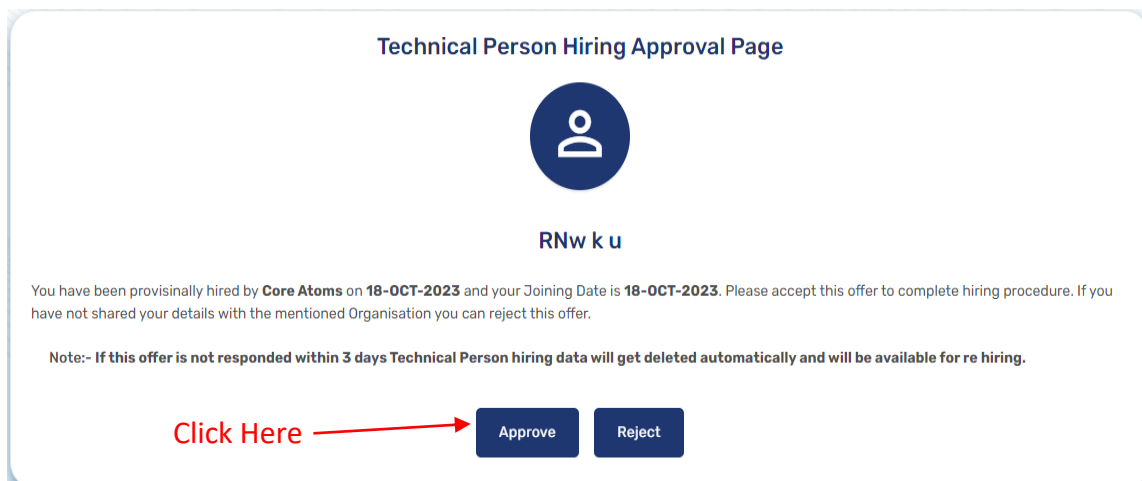 Technical Person Hiring Approval Page
RNw k u
You have been provisinally hired by Core Atoms on 18-OCT-2023 and your Joining Date is 18-OCT-2023. Please accept this offer to complete hiring procedure. If you
have not shared your details with the mentioned Organisation you can reject this offer.
Note:- If this offer is not responded within 3 days Technical Person hiring data will get deleted automatically and will be available for re hiring.
Click Here
Approve
Reject